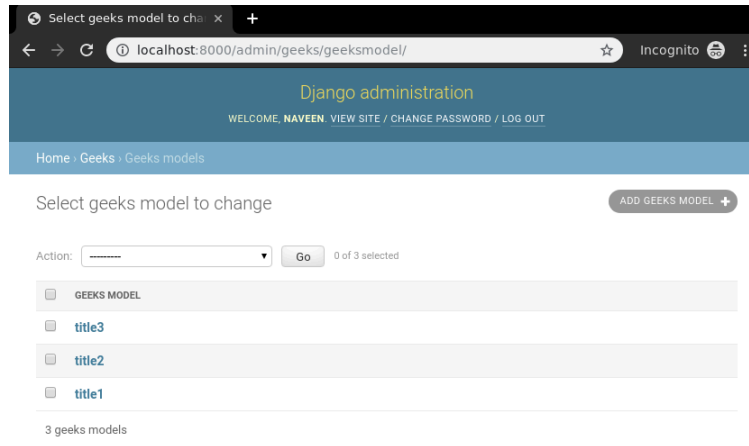 Select geeks model to cha
localhost:8000/admin/geeks/geeksmodel/
Incognito
Django administration
WELCOME, NAVEEN. VIEW SITE / CHANGE PASSWORD / LOG OUT
Home › Geeks › Geeks models
Select geeks model to change
ADD GEEKS MODEL +
Action: --------- Go 0 of 3 selected
GEEKS MODEL
title3
title2
title1
3 geeks models